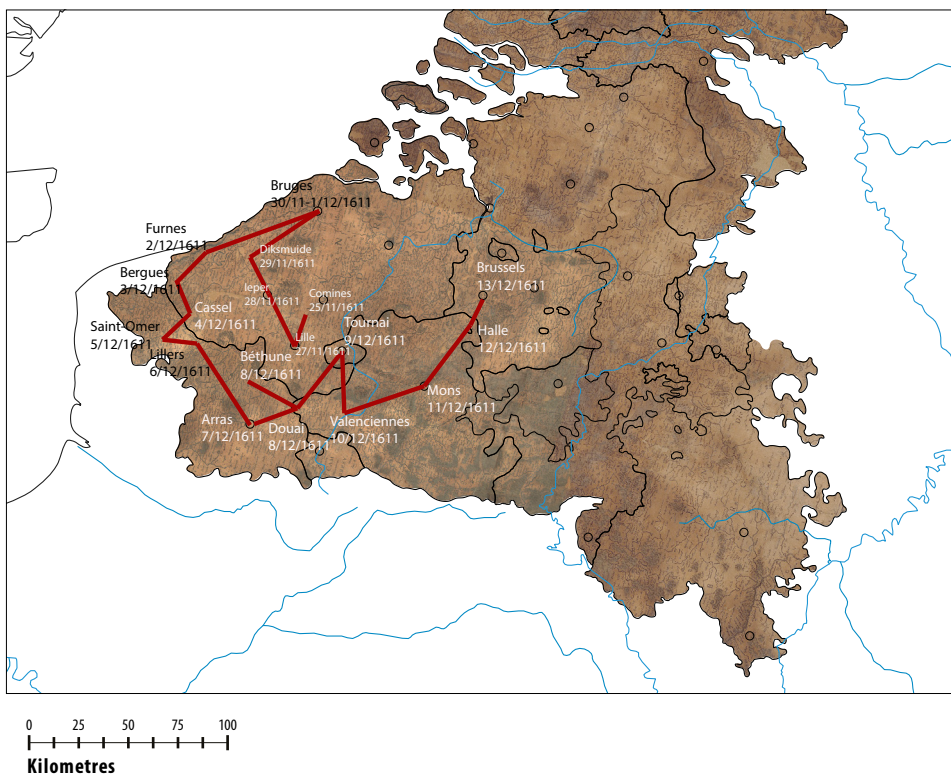 Bruges
30/11-1/12/1611
Furnes
2/12/1611
Diksmuide
29/11/1611
Bergues
3/12/1611
Ieper
28/11/1611
Comines
25/11/1611
Brussels
13/12/1611
Cassel
4/12/1611
Saint-Omer
5/12/1611
Tournai
9/12/1611
Halle
12/12/1611
Lille
27/11/1611
Lillers
6/12/1611
Béthune
8/12/1611
Mons
11/12/1611
Arras
7/12/1611
Douai
8/12/1611
Valenciennes
10/12/1611
0 25 50 75 100
Kilometres